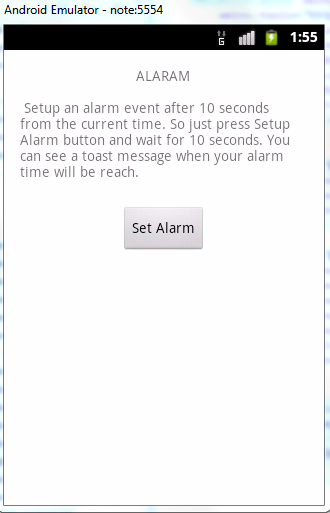 Android Emulator - note:5554
G 1:55
ALARAM
Setup an alarm event after 10 seconds
from the current time. So just press Setup
Alarm button and wait for 10 seconds. You
can see a toast message when your alarm
time will be reach.
Set Alarm